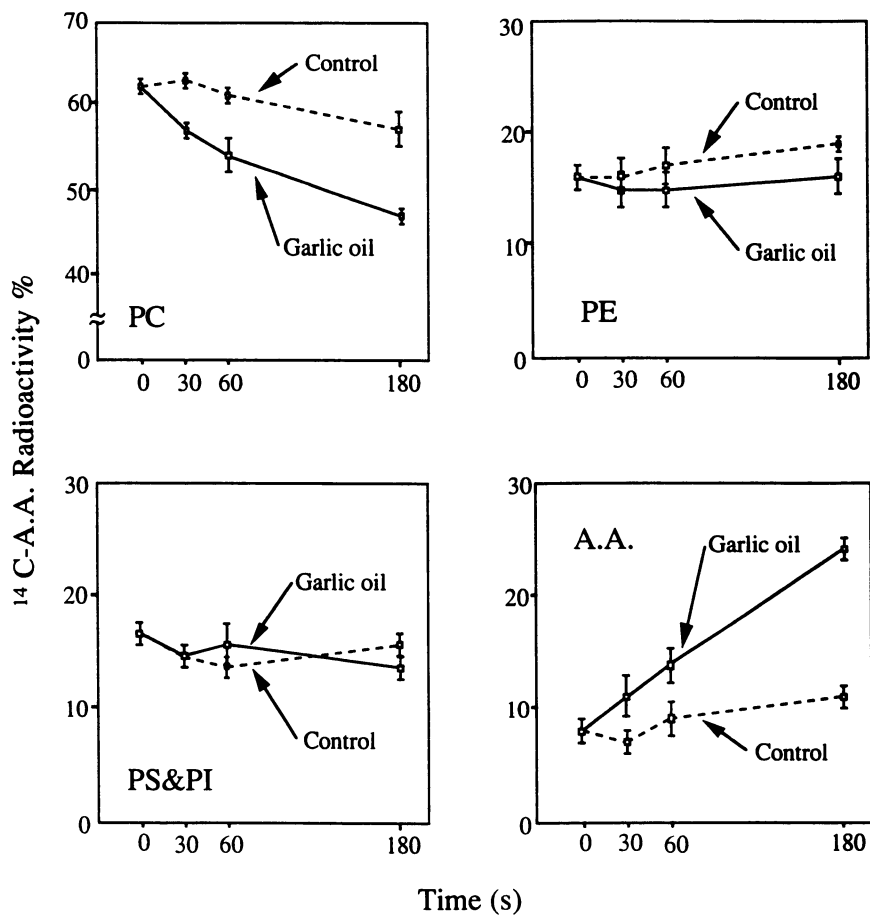 70
60
50
40
0
Control
Garlic oil
PC
0 30 60 180
30
20
10
0
Control
Garlic oil
PE
0 30 60 180
30
20
10
0
Garlic oil
Control
PS&PI
0 30 60 180
30
20
10
0
A.A.
Garlic oil
Control
0 30 60 180
14 C-A.A. Radioactivity %
Time (s)